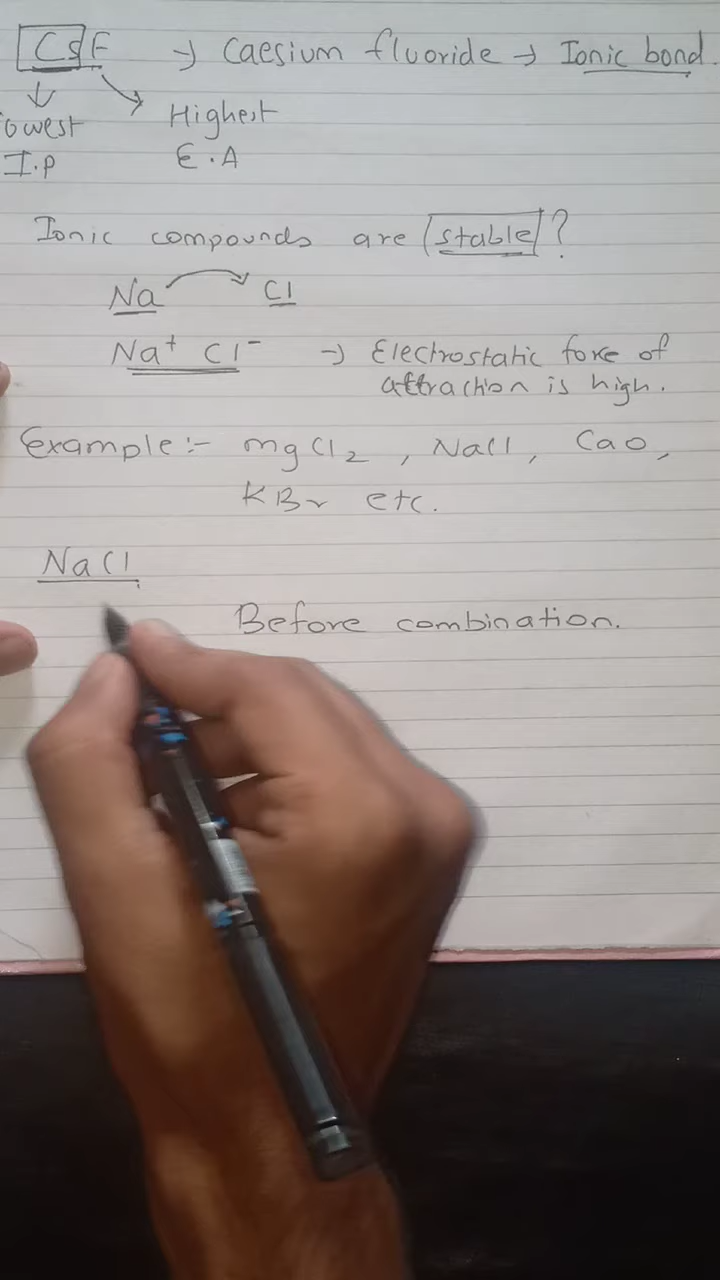 CsF → Caesium fluoride → Ionic bond.
owest Highest
I.P E.A
Ionic compounds are stable ?
Na Cl
Na⁺ Cl⁻ → Electrostatic force of
attraction is high.
Example :- mgCl₂ , NaCl, CaO,
KBr etc.
NaCl
Before combination.